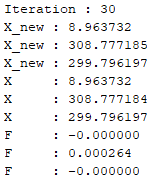 Iteration : 30
X_new : 8.963732
X_new : 308.777185
X_new : 299.796197
X : 8.963732
X : 308.777184
X : 299.796197
F : -0.000000
F : 0.000264
F : -0.000000